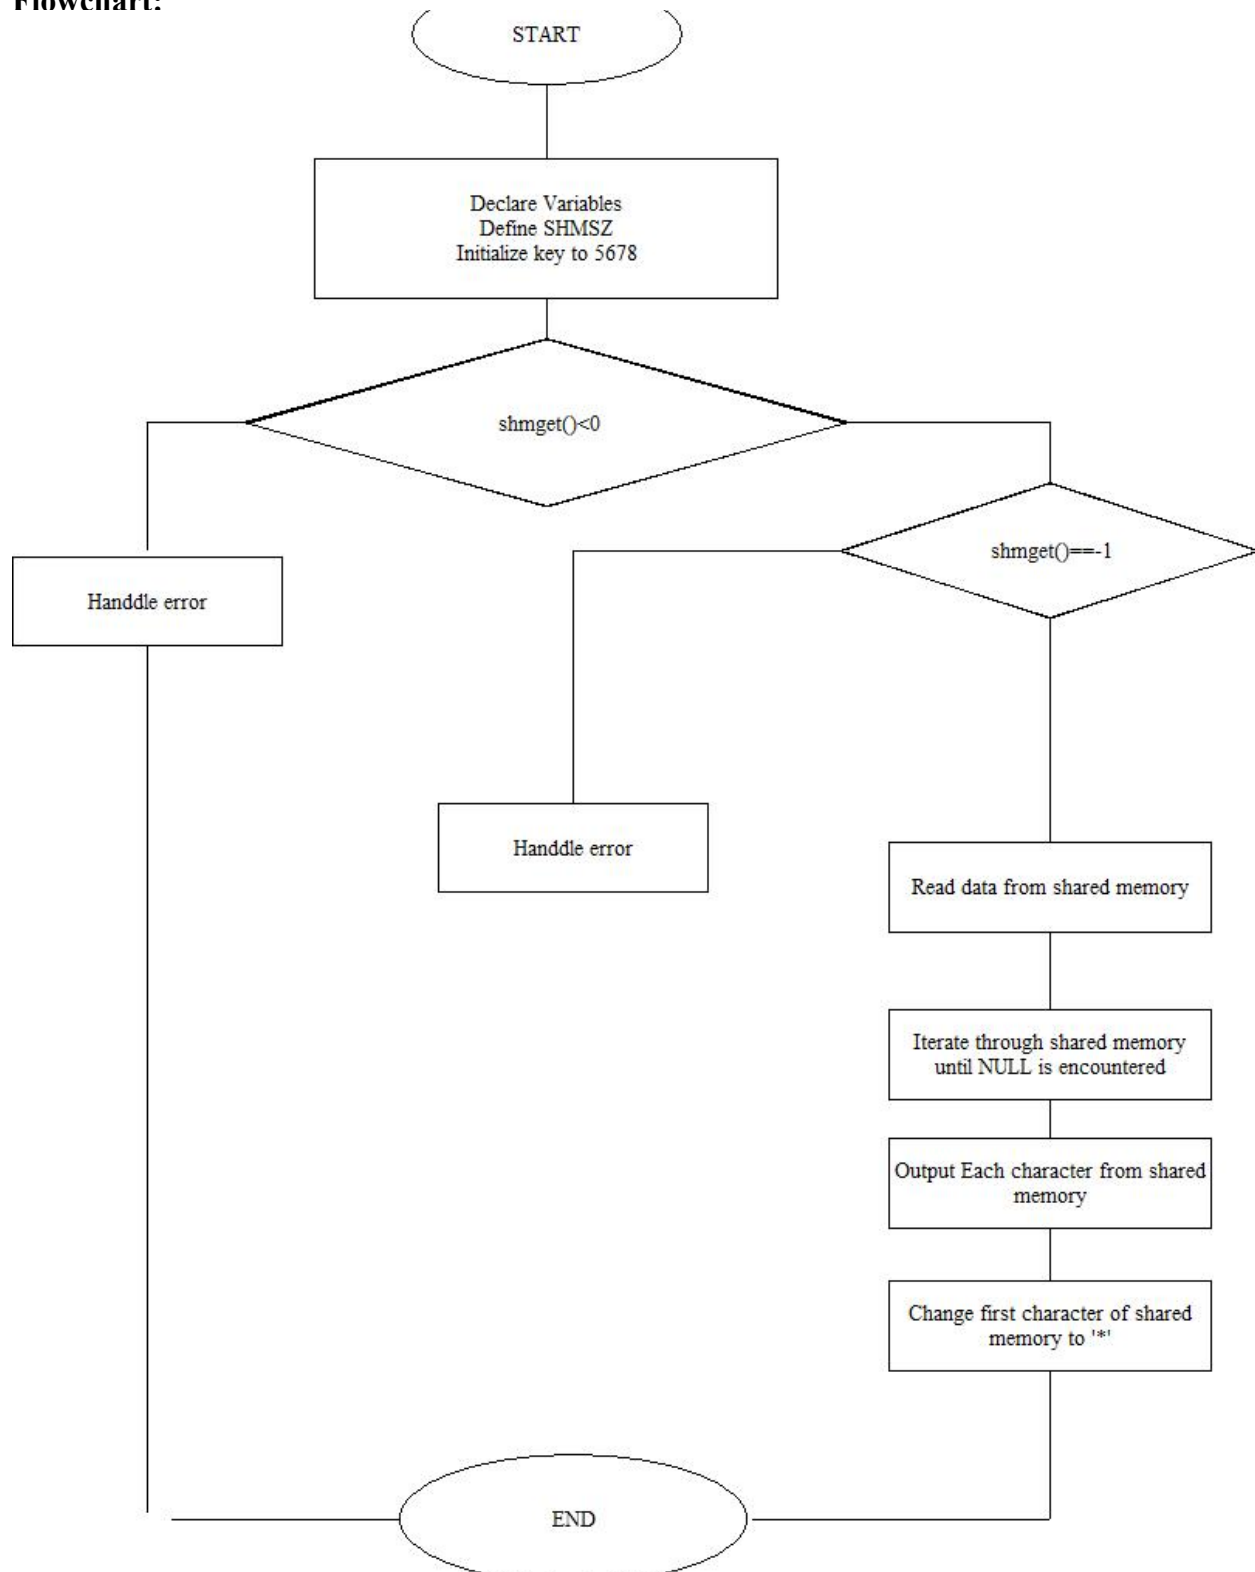 Flowchart:
START
Declare Variables
Define SHMSZ
Initialize key to 5678
shmget()<0
shmget()==-1
Handdle error
Handdle error
Read data from shared memory
Iterate through shared memory
until NULL is encountered
Output Each character from shared
memory
Change first character of shared
memory to '*'
END